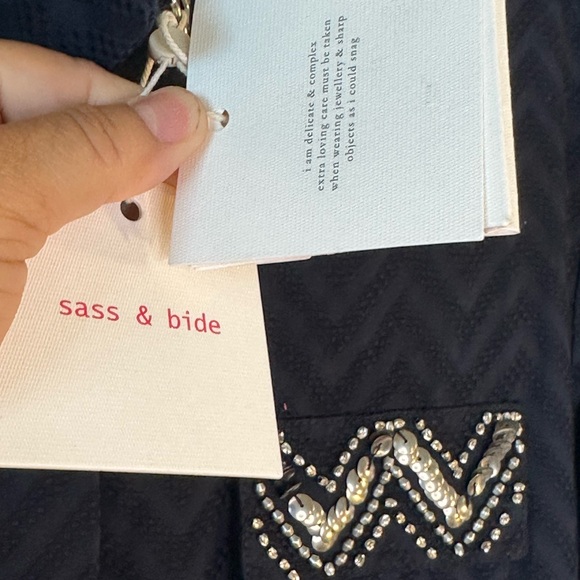 i am delicate & complex
extra loving care must be taken
when wearing jewellery & sharp
objects as i could snag
sass & bide